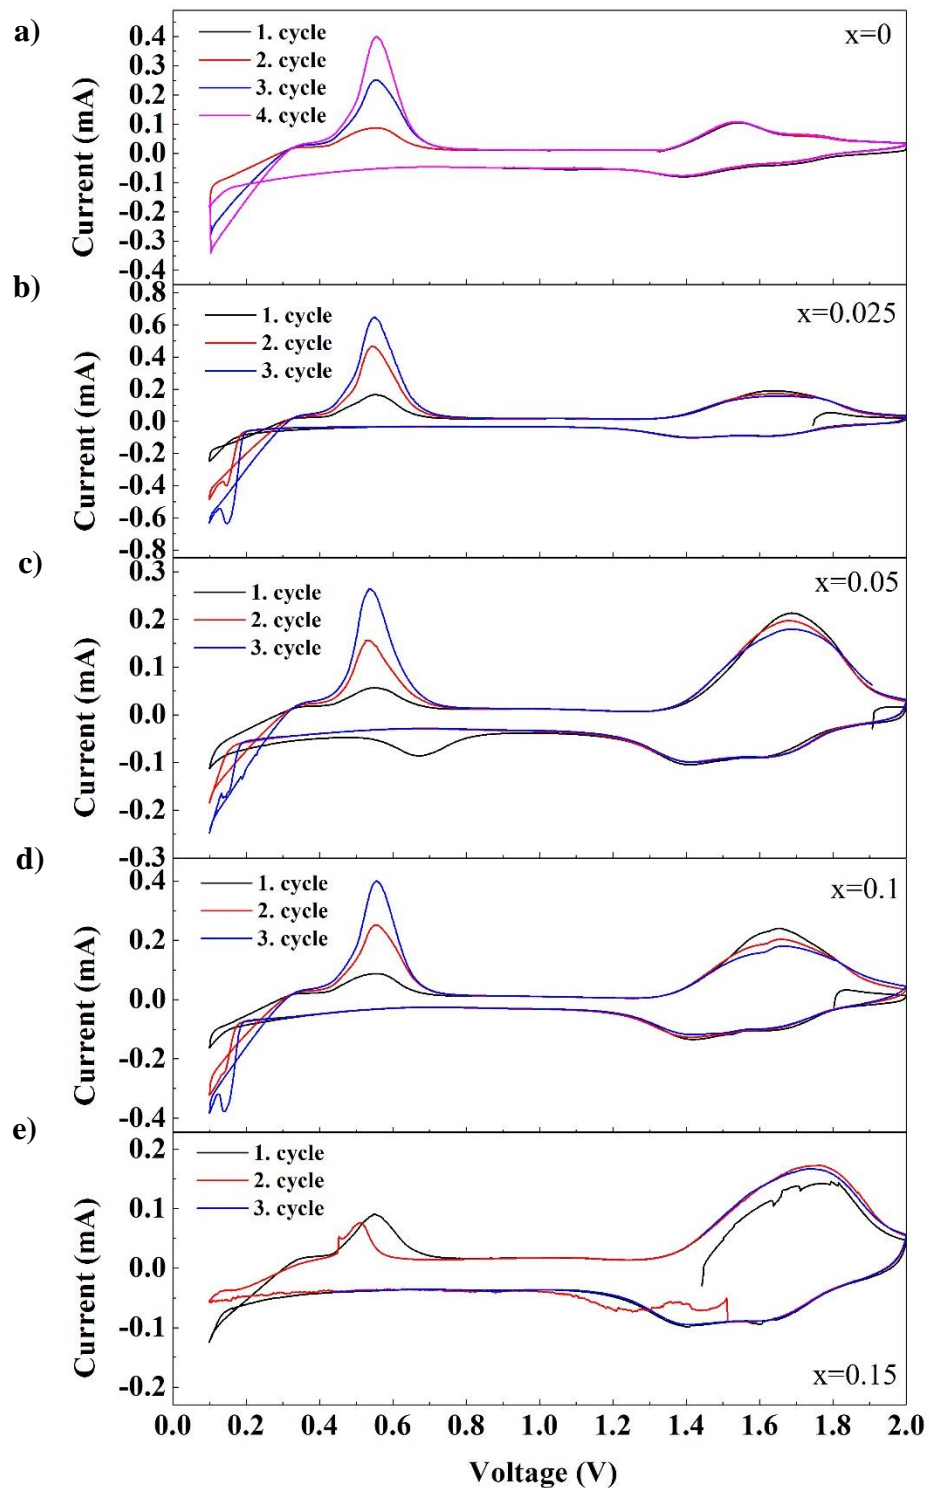 a)
1. cycle
2. cycle
3. cycle
4. cycle
x=0
Current (mA)
0.4
0.3
0.2
0.1
0.0
-0.1
-0.2
-0.3
-0.4
b)
1. cycle
2. cycle
3. cycle
x=0.025
Current (mA)
0.8
0.6
0.4
0.2
0.0
-0.2
-0.4
-0.6
-0.8
c)
1. cycle
2. cycle
3. cycle
x=0.05
Current (mA)
0.3
0.2
0.1
0.0
-0.1
-0.2
-0.3
d)
1. cycle
2. cycle
3. cycle
x=0.1
Current (mA)
0.4
0.2
0.0
-0.2
-0.4
e)
1. cycle
2. cycle
3. cycle
x=0.15
Current (mA)
0.2
0.1
0.0
-0.1
-0.2
0.0 0.2 0.4 0.6 0.8 1.0 1.2 1.4 1.6 1.8 2.0
Voltage (V)